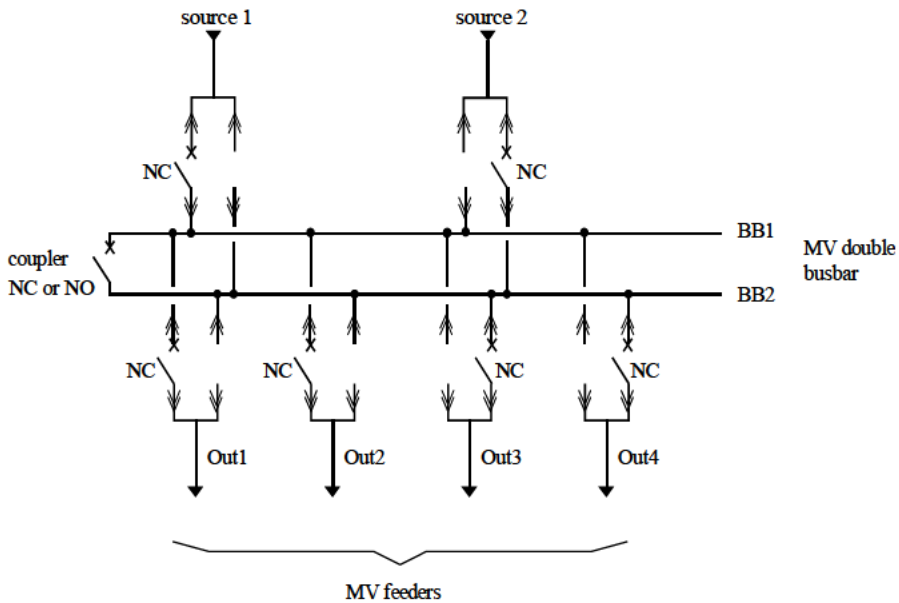 source 1
source 2
NC
NC
BB1
MV double
busbar
coupler
NC or NO
BB2
NC
NC
NC
NC
Out1
Out2
Out3
Out4
MV feeders